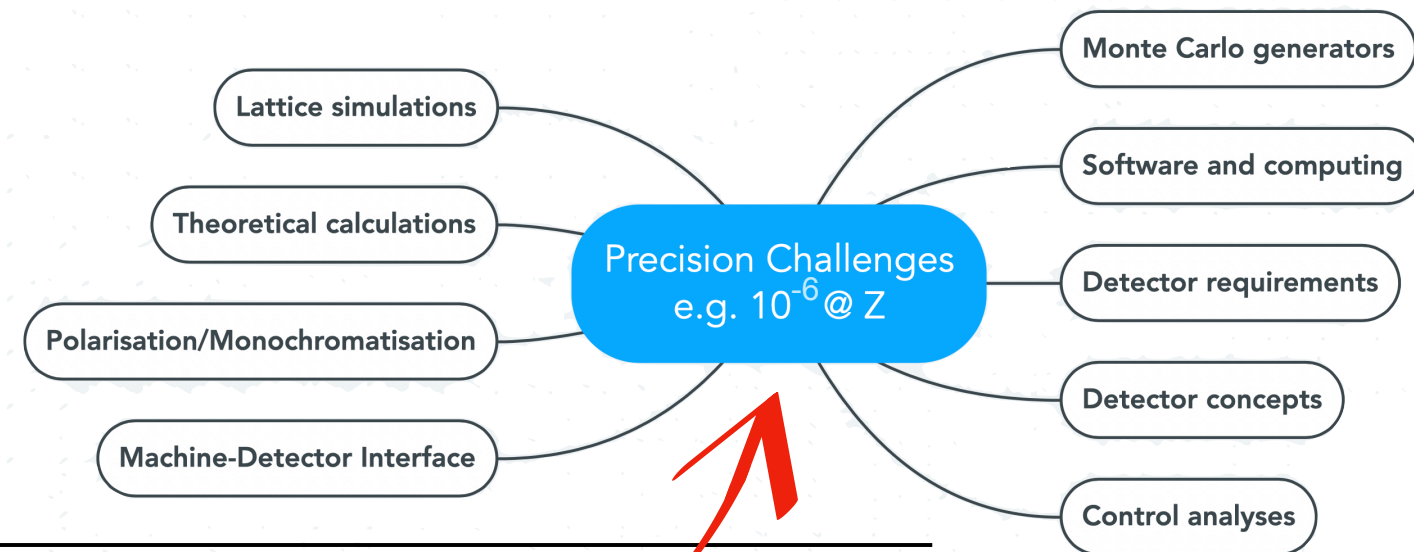 Lattice simulations
Theoretical calculations
Polarisation/Monochromatisation
Machine-Detector Interface
Precision Challenges
e.g. 10⁻⁶ @ Z
Monte Carlo generators
Software and computing
Detector requirements
Detector concepts
Control analyses